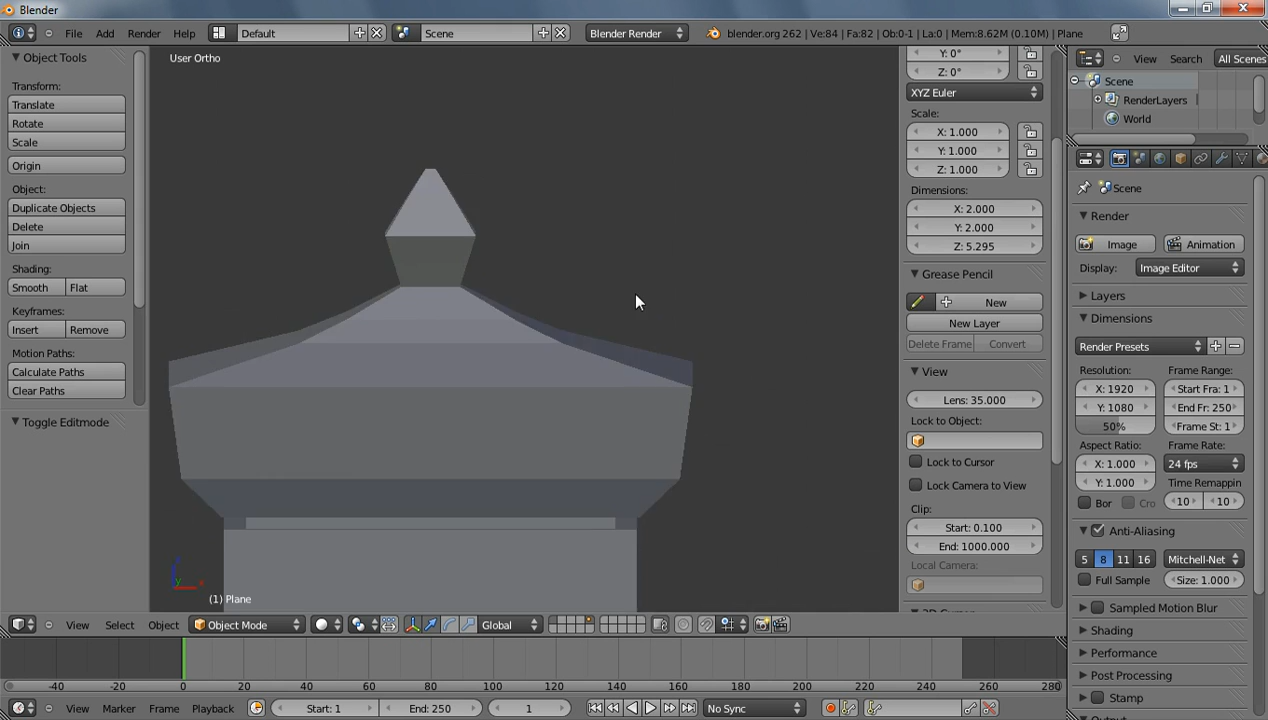 Blender
File Add Render Help Default Scene Blender Render blender.org 262 | Ve:84 | Fa:82 | Ob:0-1 | La:0 | Mem:8.62M (0.10M) | Plane
Object Tools
Transform:
Translate
Rotate
Scale
Origin
Object:
Duplicate Objects
Delete
Join
Shading:
Smooth Flat
Keyframes:
Insert Remove
Motion Paths:
Calculate Paths
Clear Paths
Toggle Editmode
User Ortho
(1) Plane
z
y x
Y: 0°
Z: 0°
XYZ Euler
Scale:
X: 1.000
Y: 1.000
Z: 1.000
Dimensions:
X: 2.000
Y: 2.000
Z: 5.295
Grease Pencil
New
New Layer
Delete Frame Convert
View
Lens: 35.000
Lock to Object:
Lock to Cursor
Lock Camera to View
Clip:
Start: 0.100
End: 1000.000
Local Camera:
View Search All Scenes
Scene
RenderLayers
World
Scene
Render
Image Animation
Display: Image Editor
Layers
Dimensions
Render Presets
Resolution: Frame Range:
X: 1920 Start Fra: 1
Y: 1080 End Fr: 250
50% Frame St: 1
Aspect Ratio: Frame Rate:
X: 1.000 24 fps
Y: 1.000 Time Remappin
Bor Cro 10 10
Anti-Aliasing
5 8 11 16 Mitchell-Net
Full Sample Size: 1.000
Sampled Motion Blur
Shading
Performance
Post Processing
Stamp
View Select Object Object Mode Global
-40 -20 0 20 40 60 80 100 120 140 160 180 200 220 240 260 280
View Marker Frame Playback Start: 1 End: 250 1 No Sync